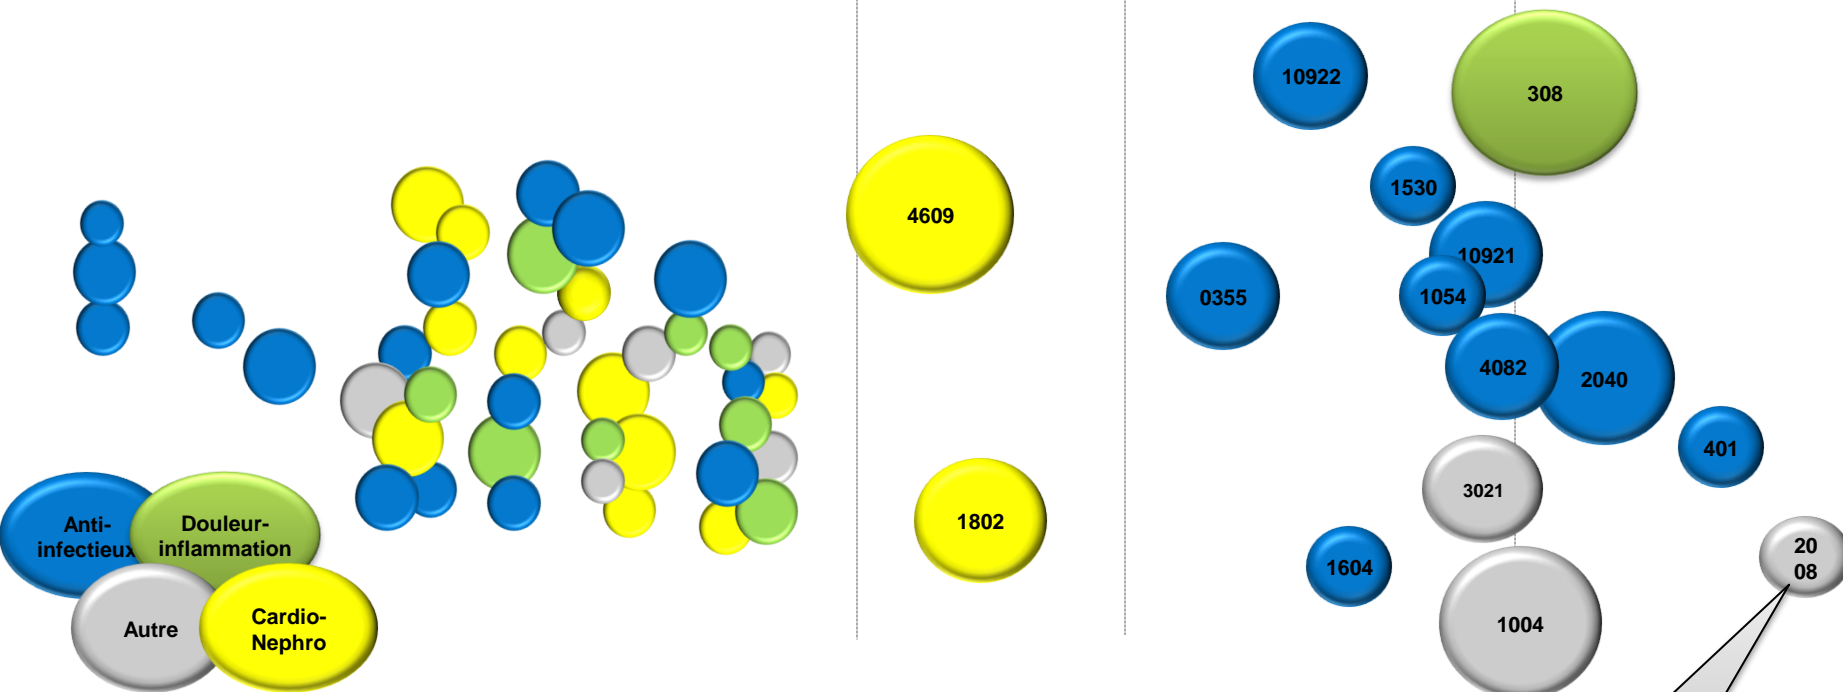 10922
308
1530
4609
10921
0355
1054
4082
2040
401
3021
1802
Anti-
infectieux
Douleur-
inflammation
1604
20
08
Autre
Cardio-
Nephro
1004